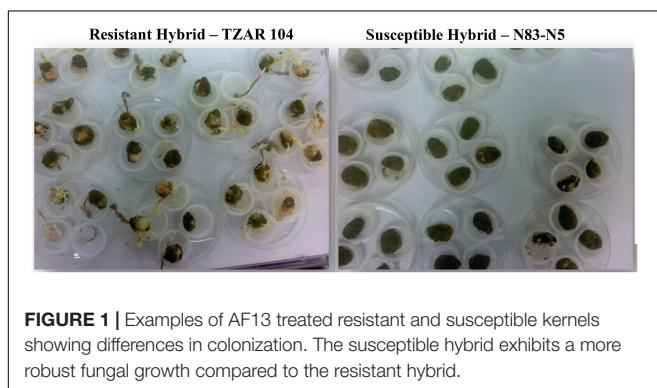 Resistant Hybrid – TZAR 104 Susceptible Hybrid – N83-N5
FIGURE 1 | Examples of AF13 treated resistant and susceptible kernels
showing differences in colonization. The susceptible hybrid exhibits a more
robust fungal growth compared to the resistant hybrid.